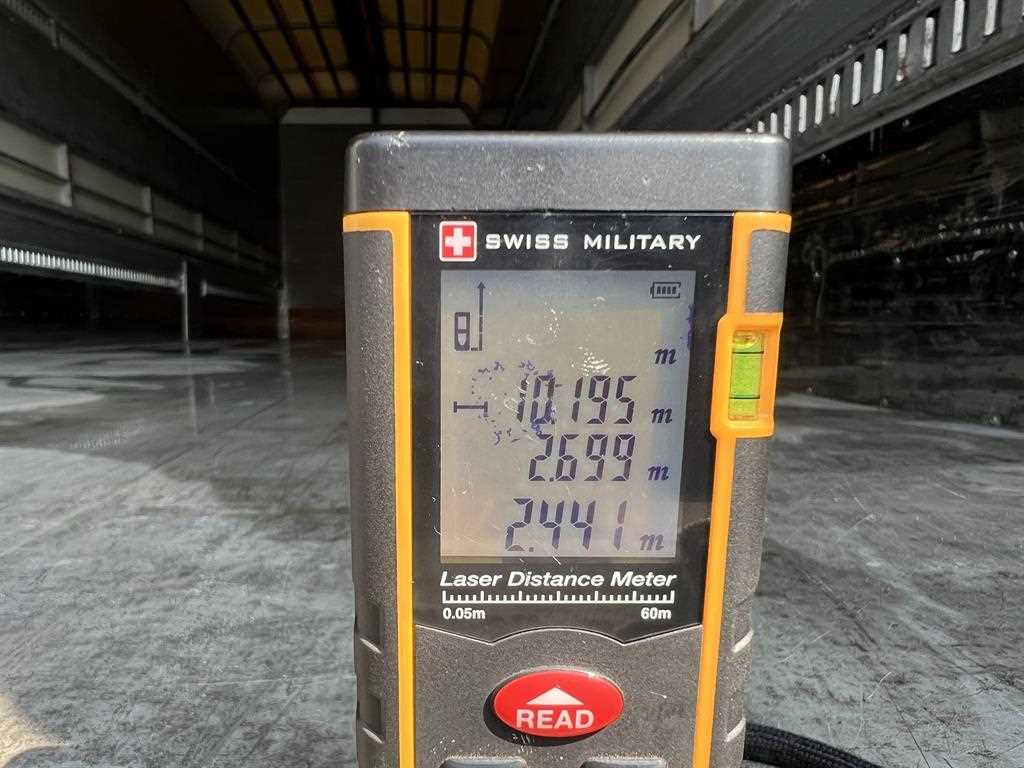 SWISS MILITARY
m
10.195 m
2.699 m
2.441 m
Laser Distance Meter
0.05m 60m
READ